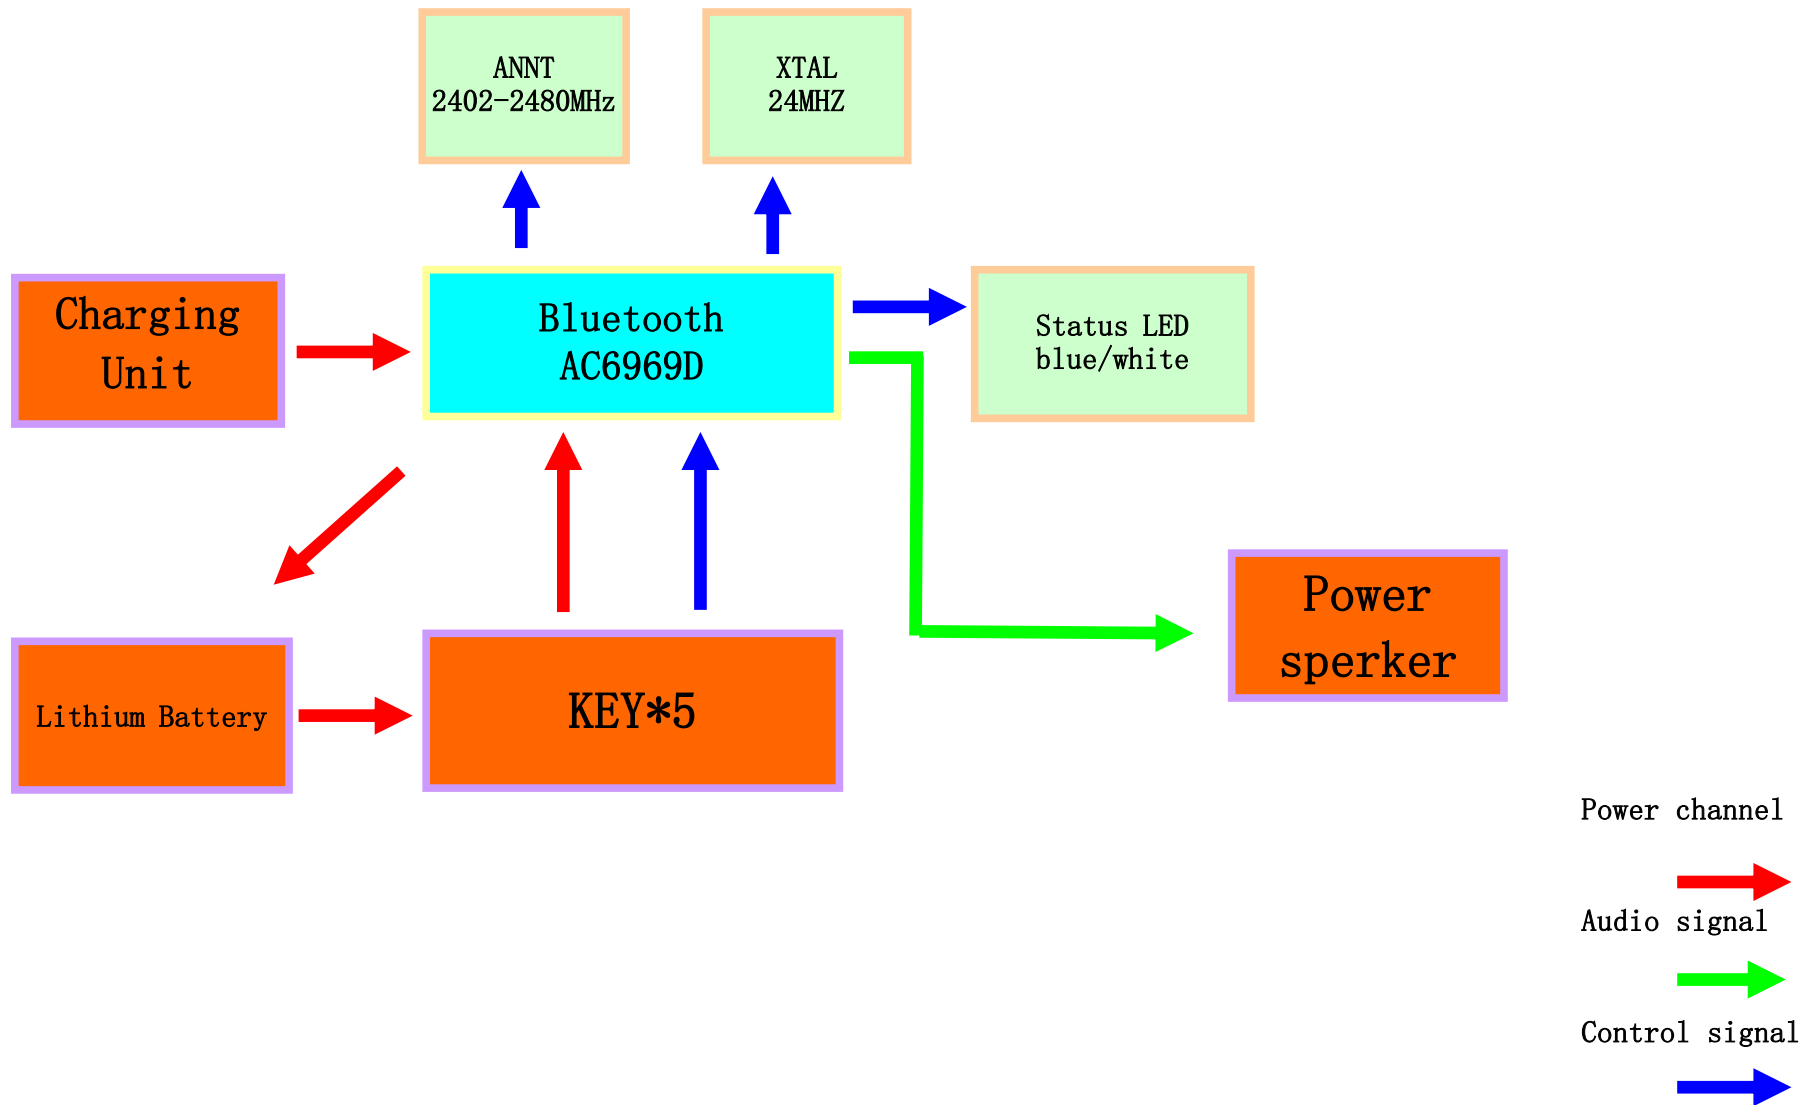 ANNT
2402-2480MHz
XTAL
24MHZ
Charging
Unit
Bluetooth
AC6969D
Status LED
blue/white
Power
sperker
Lithium Battery
KEY*5
Power channel
Audio signal
Control signal